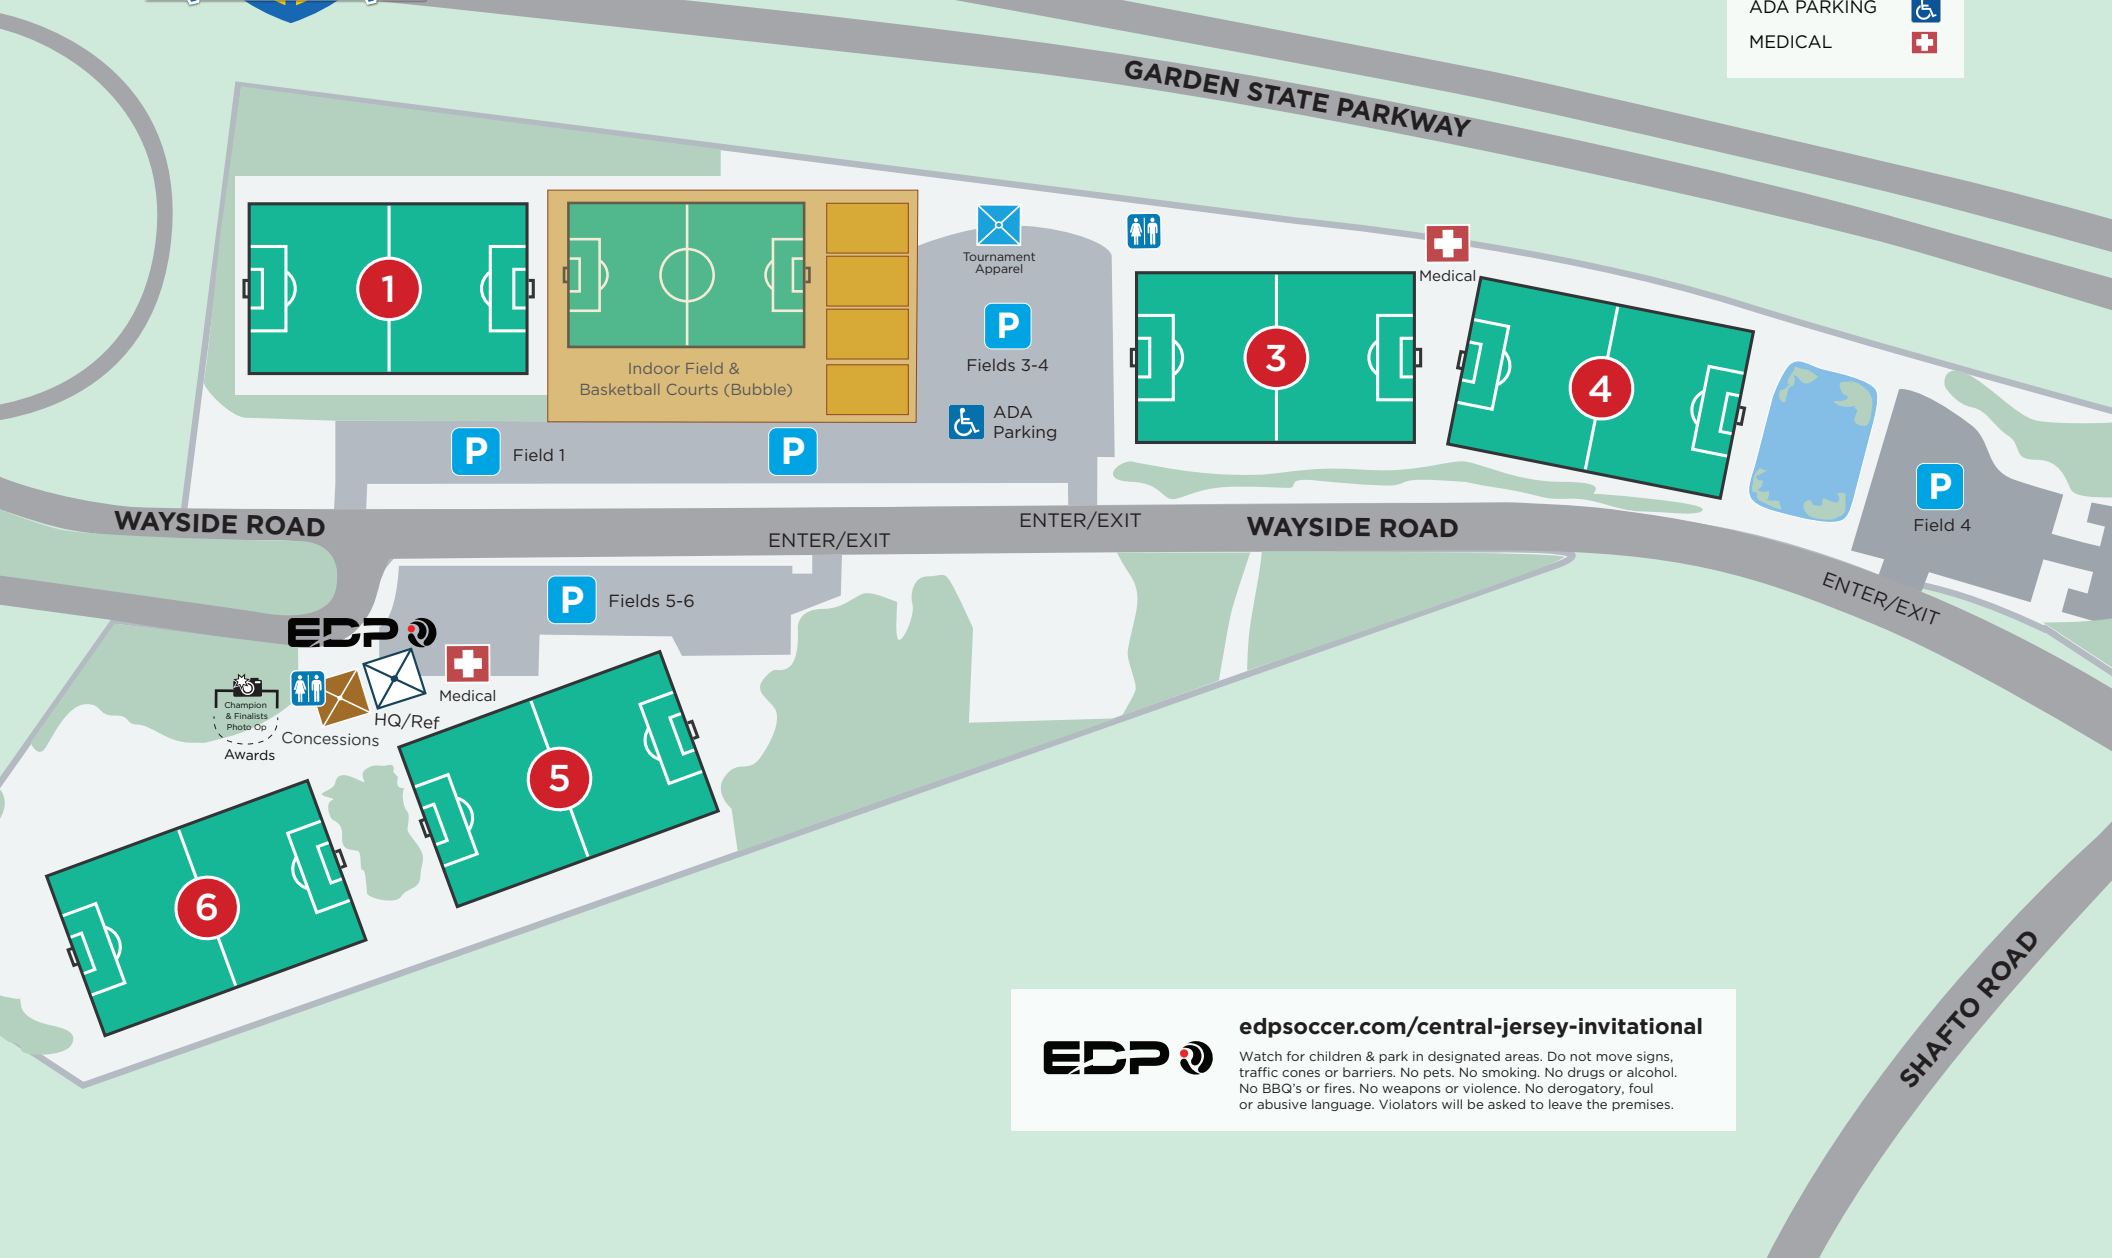 ADA PARKING
MEDICAL
GARDEN STATE PARKWAY
1
Indoor Field &
Basketball Courts (Bubble)
Tournament
Apparel
P
Fields 3-4
ADA
Parking
Medical
3
4
P
Field 1
P
P
Field 4
WAYSIDE ROAD
ENTER/EXIT
ENTER/EXIT
WAYSIDE ROAD
ENTER/EXIT
P
Fields 5-6
EDP
Medical
HQ/Ref
Concessions
Champion
& Finalists
Photo Op
Awards
5
6
SHAFTO ROAD
EDP
edpsoccer.com/central-jersey-invitational
Watch for children & park in designated areas. Do not move signs,
traffic cones or barriers. No pets. No smoking. No drugs or alcohol.
No BBQ's or fires. No weapons or violence. No derogatory, foul
or abusive language. Violators will be asked to leave the premises.